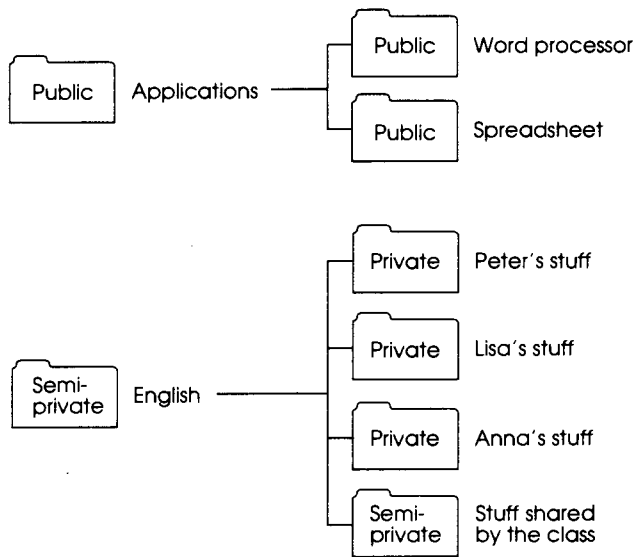 Public Word processor
Public Applications
Public Spreadsheet
Private Peter's stuff
Private Lisa's stuff
Semi-
private English
Private Anna's stuff
Semi-
private Stuff shared
by the class